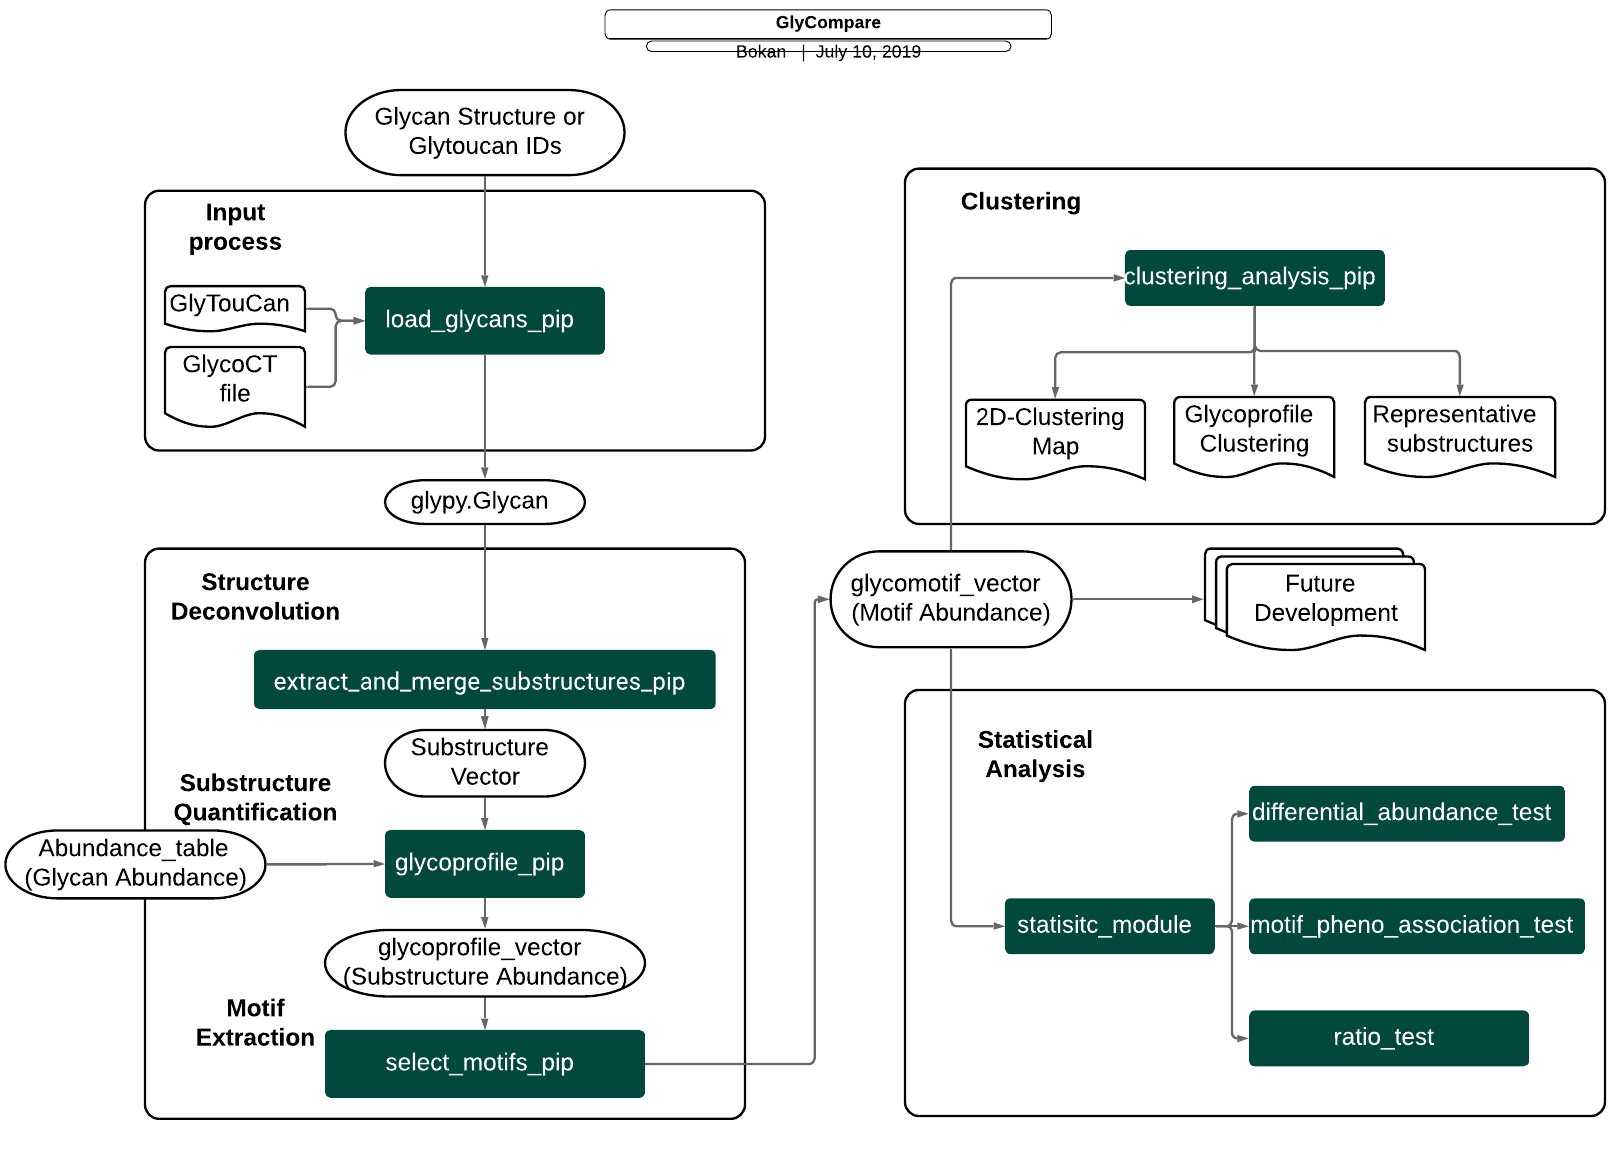 GlyCompare
Bokan | July 10, 2019
Glycan Structure or
Glytoucan IDs
Input
process
GlyTouCan
GlycoCT
file
load_glycans_pip
glypy.Glycan
Structure
Deconvolution
extract_and_merge_substructures_pip
Substructure
Vector
Substructure
Quantification
Abundance_table
(Glycan Abundance)
glycoprofile_pip
glycoprofile_vector
(Substructure Abundance)
Motif
Extraction
select_motifs_pip
Clustering
clustering_analysis_pip
2D-Clustering
Map
Glycoprofile
Clustering
Representative
substructures
glycomotif_vector
(Motif Abundance)
Future
Development
Statistical
Analysis
differential_abundance_test
statisitc_module
motif_pheno_association_test
ratio_test